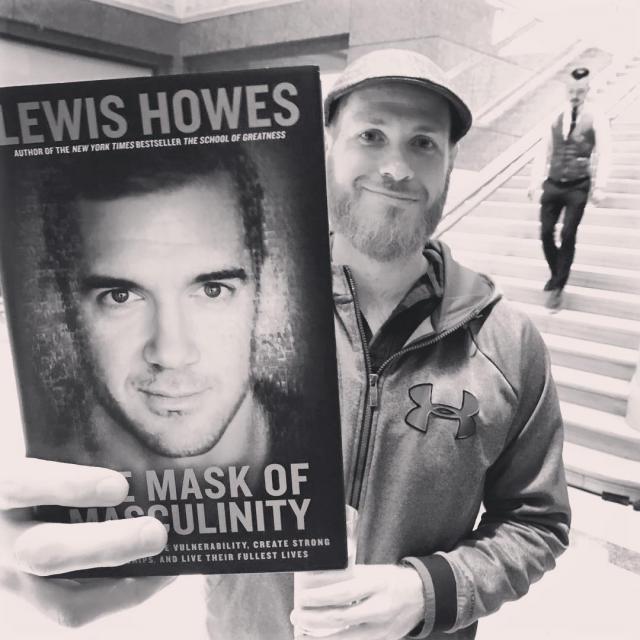 LEWIS HOWES
AUTHOR OF THE NEW YORK TIMES BESTSELLER THE SCHOOL OF GREATNESS
E MASK OF
MASCULINITY
E VULNERABILITY, CREATE STRONG
IPS, AND LIVE THEIR FULLEST LIVES